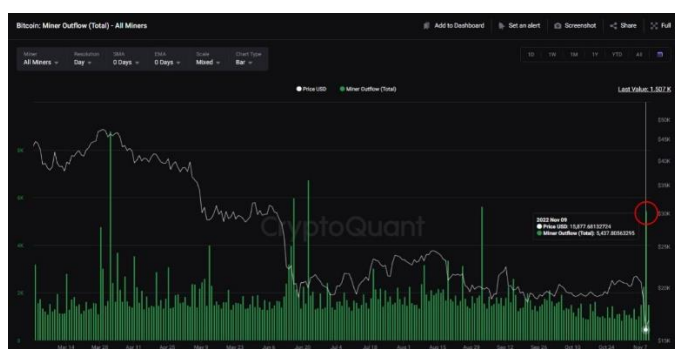 Bitcoin: Miner Outflow (Total) - All Miners
Add to Dashboard Set an alert Screenshot Share Full
Miner Resolution SMA EMA Scale Chart Type
All Miners Day 0 Days 0 Days Mixed Bar
1D 1W 1M 1Y YTD All
Price USD Miner Outflow (Total)
Last Value: 1.507 K
$50K
$45K
8K $40K
$35K
6K
2022 Nov 09 $30K
Price USD: 15,877.68132724
Miner Outflow (Total): 5,437.80363295
CryptoQuant
4K $25K
2K $20K
0 $15K
Mar 14 Mar 28 Apr 11 Apr 25 May 9 May 23 Jun 6 Jun 20 Jul 4 Jul 18 Aug 1 Aug 15 Aug 29 Sep 12 Sep 26 Oct 10 Oct 24 Nov 7